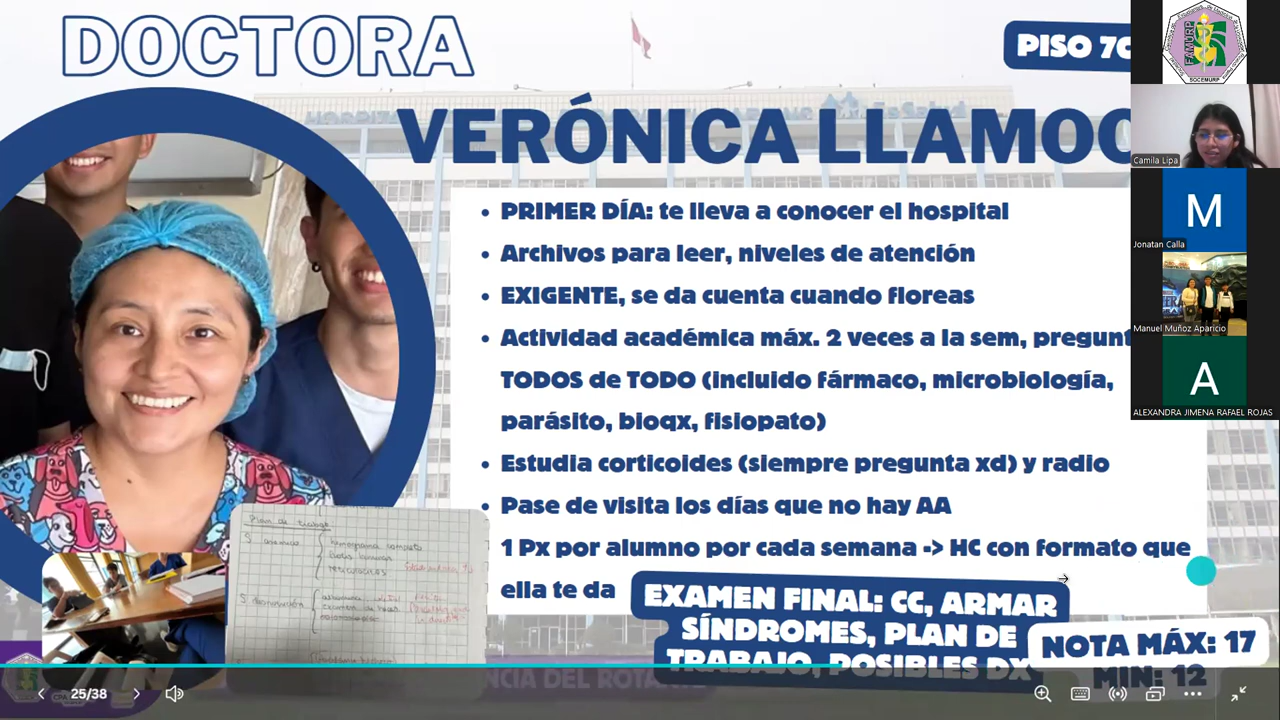 DOCTORA
PISO 7C
VERÓNICA LLAMOC
• PRIMER DÍA: te lleva a conocer el hospital
• Archivos para leer, niveles de atención
• EXIGENTE, se da cuenta cuando floreas
• Actividad académica máx. 2 veces a la sem, pregunt
TODOS de TODO (incluido fármaco, microbiología,
parásito, bioqx, fisiopato)
• Estudia corticoides (siempre pregunta xd) y radio
• Pase de visita los días que no hay AA
1 Px por alumno por cada semana -> HC con formato que
ella te da
EXAMEN FINAL: CC, ARMAR
SÍNDROMES, PLAN DE
TRABAJO, POSIBLES DX
NOTA MÁX: 17
MIN: 12
Plan de trabajo
25/38
FAMURP
SOCEMURP
Camila Lipa
M
Jonatan Calla
Manuel Muñoz Aparicio
A
ALEXANDRA JIMENA RAFAEL ROJAS